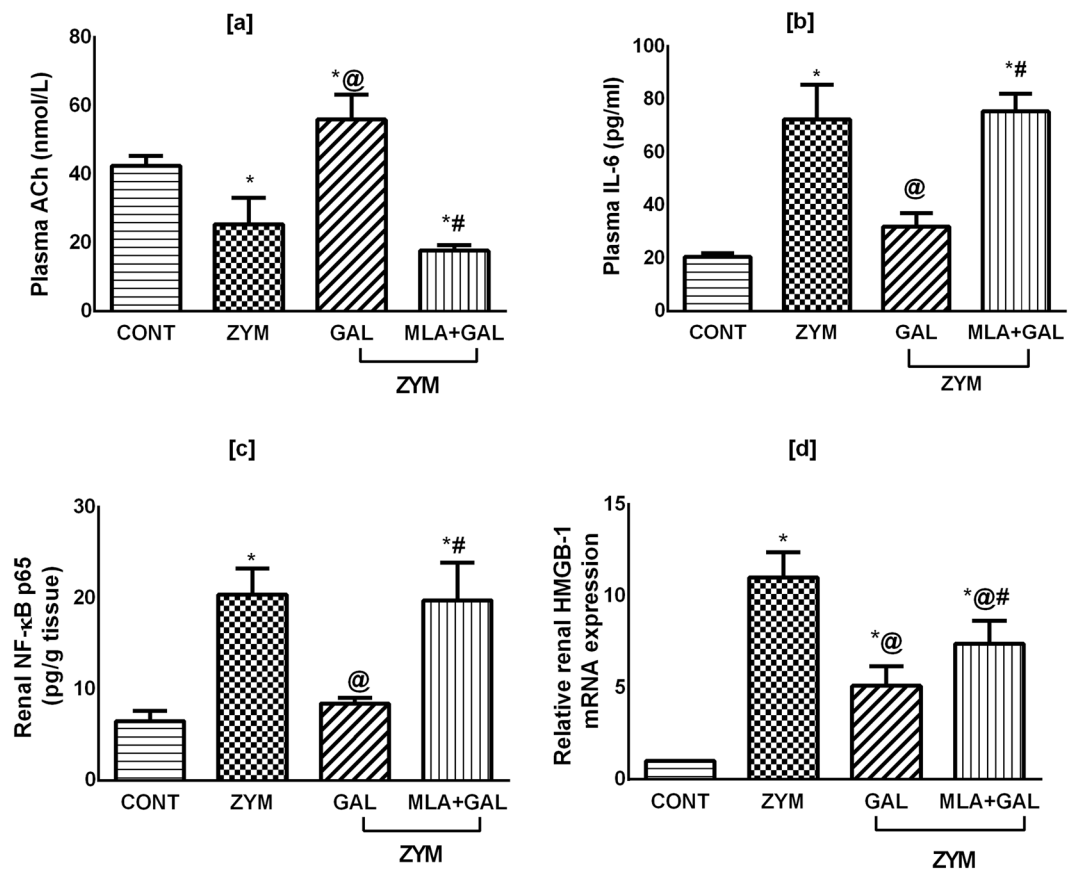 [a]
Plasma ACh (nmol/L)
80
60
40
20
0
*
*@
*#
CONT ZYM GAL MLA+GAL
ZYM
[b]
Plasma IL-6 (pg/ml)
100
80
60
40
20
0
*
@
*#
CONT ZYM GAL MLA+GAL
ZYM
[c]
Renal NF-κB p65
(pg/g tissue)
30
20
10
0
*
@
*#
CONT ZYM GAL MLA+GAL
ZYM
[d]
Relative renal HMGB-1
mRNA expression
15
10
5
0
*
*@
*@#
CONT ZYM GAL MLA+GAL
ZYM